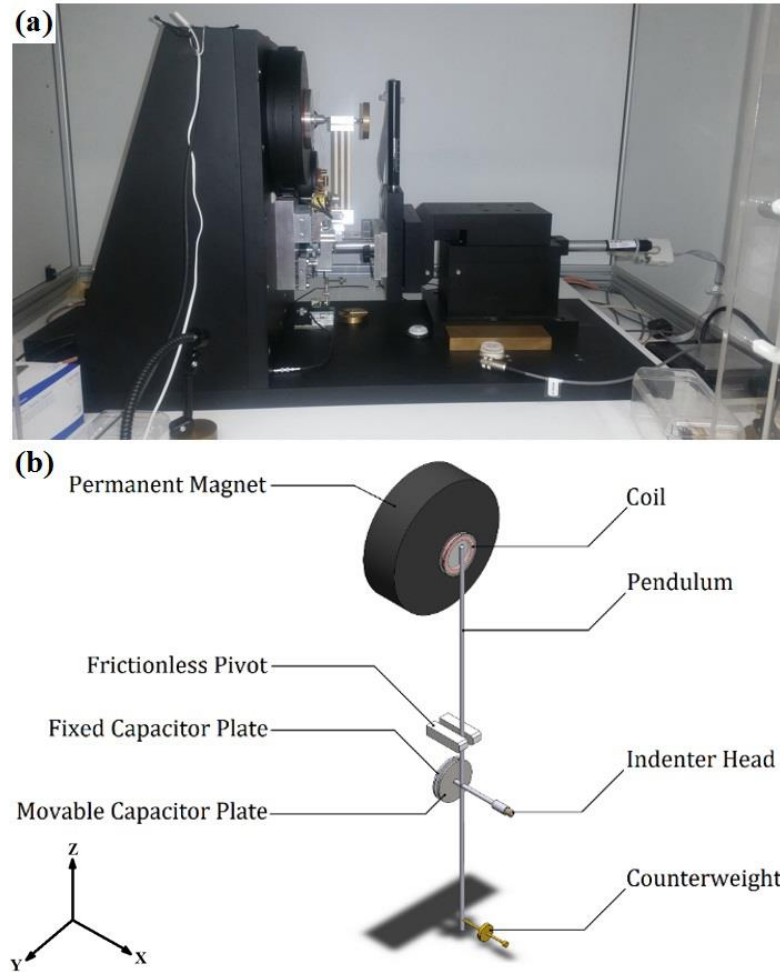 (a)
(b)
Permanent Magnet
Coil
Pendulum
Frictionless Pivot
Fixed Capacitor Plate
Indenter Head
Movable Capacitor Plate
Counterweight
Z
Y
X